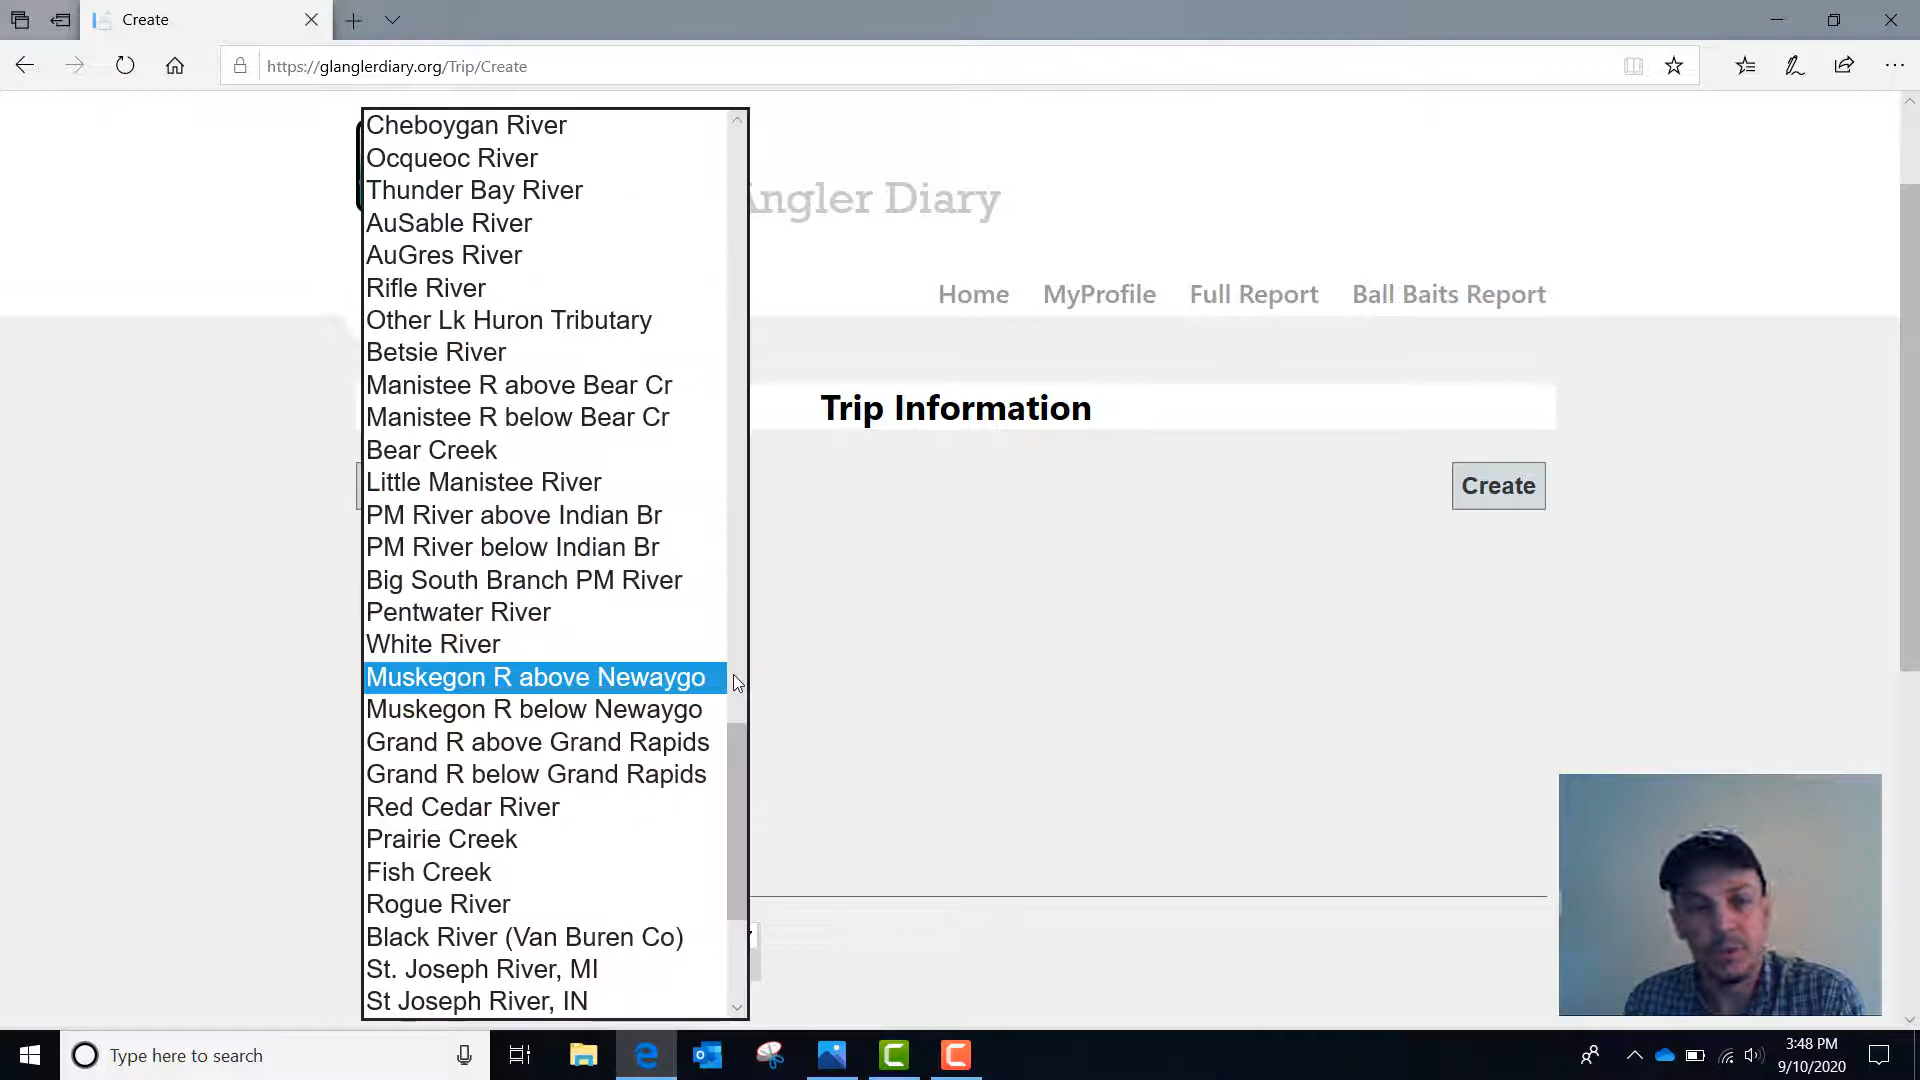 Create
https://glanglerdiary.org/Trip/Create
Angler Diary
Home MyProfile Full Report Ball Baits Report
Cheboygan River
Ocqueoc River
Thunder Bay River
AuSable River
AuGres River
Rifle River
Other Lk Huron Tributary
Betsie River
Manistee R above Bear Cr
Manistee R below Bear Cr
Bear Creek
Little Manistee River
PM River above Indian Br
PM River below Indian Br
Big South Branch PM River
Pentwater River
White River
Muskegon R above Newaygo
Muskegon R below Newaygo
Grand R above Grand Rapids
Grand R below Grand Rapids
Red Cedar River
Prairie Creek
Fish Creek
Rogue River
Black River (Van Buren Co)
St. Joseph River, MI
St Joseph River, IN
Trip Information
Create
Type here to search
3:48 PM
9/10/2020